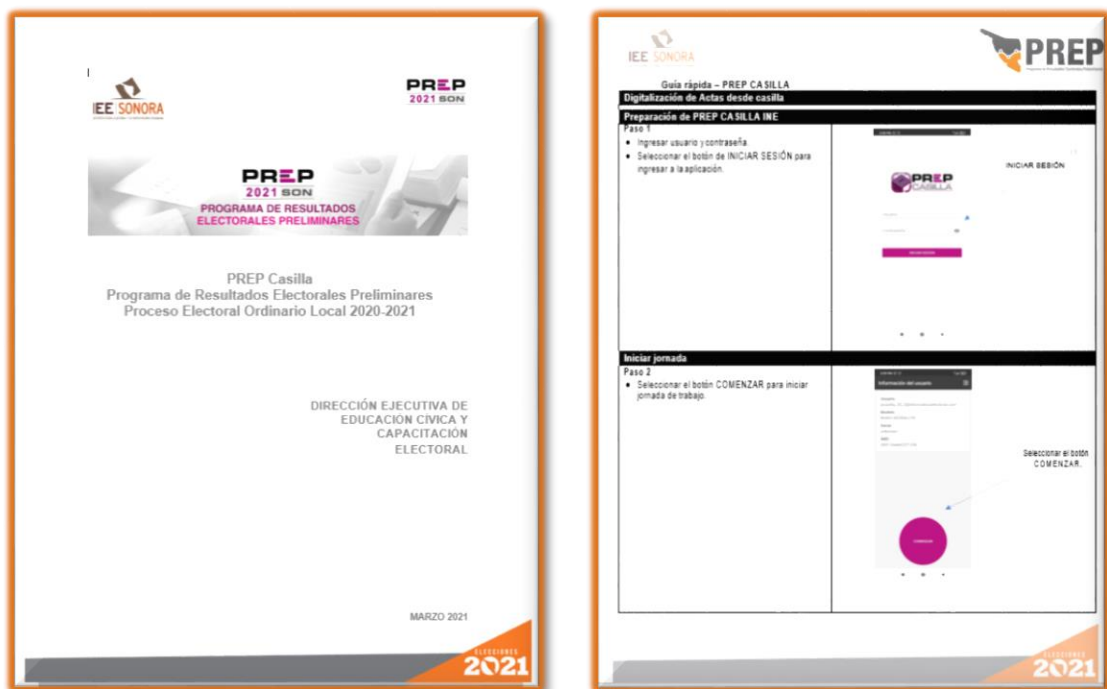 IEE SONORA
PREP
2021 SON
PREP
2021 SON
PROGRAMA DE RESULTADOS
ELECTORALES PRELIMINARES
PREP Casilla
Programa de Resultados Electorales Preliminares
Proceso Electoral Ordinario Local 2020-2021
DIRECCIÓN EJECUTIVA DE
EDUCACIÓN CÍVICA Y
CAPACITACIÓN
ELECTORAL
MARZO 2021
ELECCIONES
2021
IEE SONORA
PREP
Guía rápida – PREP CASILLA
Digitalización de Actas desde casilla
Preparación de PREP CASILLA INE
Paso 1
• Ingresar usuario y contraseña
• Seleccionar el botón de INICIAR SESIÓN para
ingresar a la aplicación.
PREP
CASILLA
INICIAR SESIÓN
Iniciar jornada
Paso 2
• Seleccionar el botón COMENZAR para iniciar
jornada de trabajo.
Información del usuario
Seleccionar el botón
COMENZAR.
COMENZAR
ELECCIONES
2021